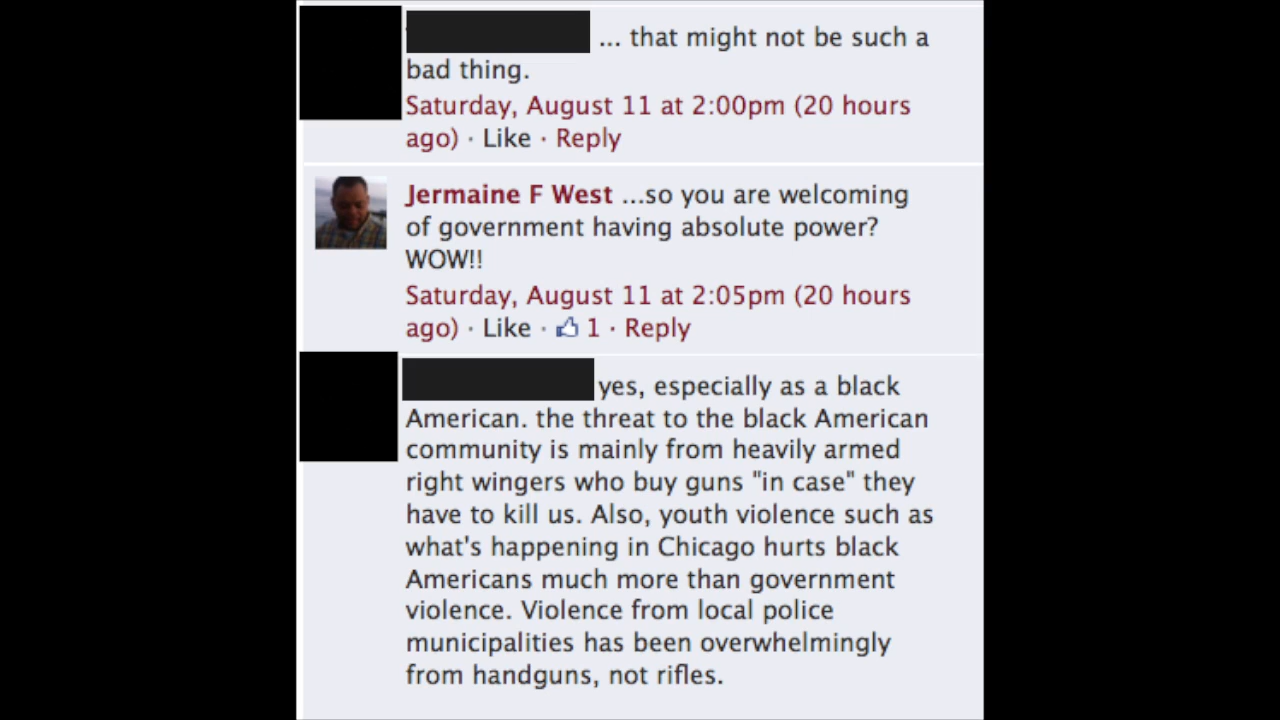 ... that might not be such a
bad thing.
Saturday, August 11 at 2:00pm (20 hours
ago) · Like · Reply
Jermaine F West ...so you are welcoming
of government having absolute power?
WOW!!
Saturday, August 11 at 2:05pm (20 hours
ago) · Like · 1 · Reply
yes, especially as a black
American. the threat to the black American
community is mainly from heavily armed
right wingers who buy guns "in case" they
have to kill us. Also, youth violence such as
what's happening in Chicago hurts black
Americans much more than government
violence. Violence from local police
municipalities has been overwhelmingly
from handguns, not rifles.